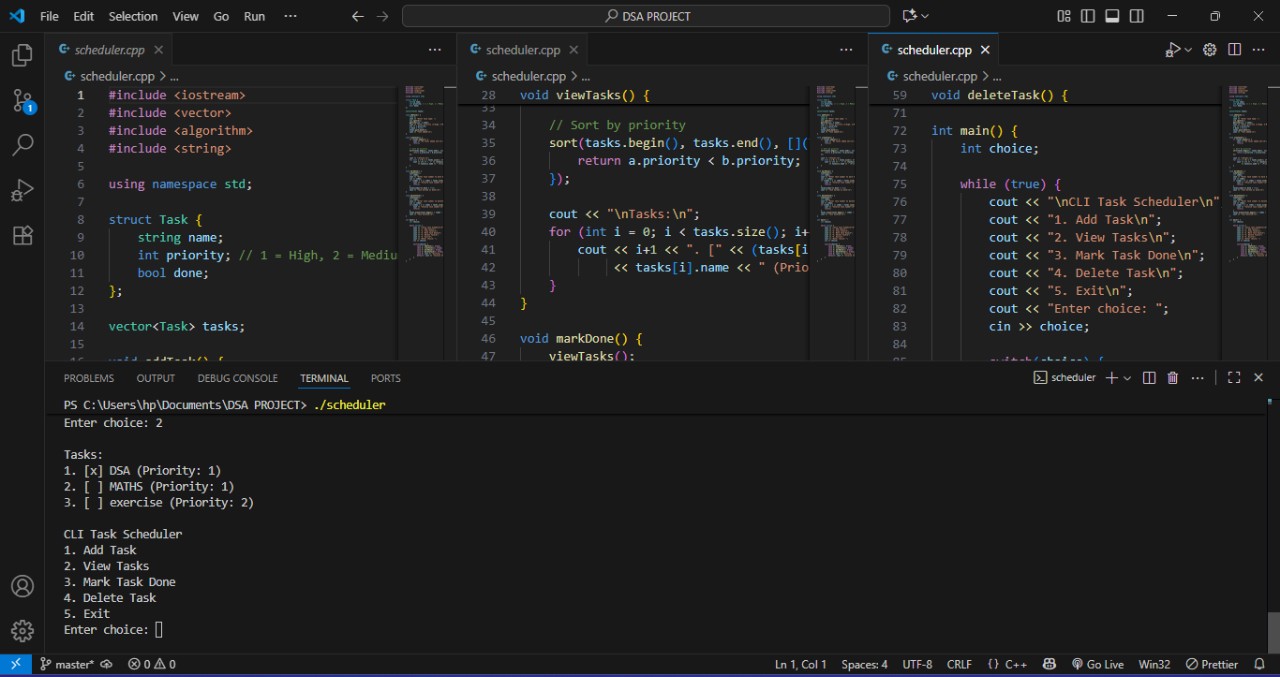 File Edit Selection View Go Run ··· ← → DSA PROJECT
scheduler.cpp × ···
scheduler.cpp > ...
1 #include <iostream>
2 #include <vector>
3 #include <algorithm>
4 #include <string>
5
6 using namespace std;
7
8 struct Task {
9 string name;
10 int priority; // 1 = High, 2 = Mediu
11 bool done;
12 };
13
14 vector<Task> tasks;
15
scheduler.cpp × ···
scheduler.cpp > ...
28 void viewTasks() {
33
34 // Sort by priority
35 sort(tasks.begin(), tasks.end(), [](
36 return a.priority < b.priority;
37 });
38
39 cout << "\nTasks:\n";
40 for (int i = 0; i < tasks.size(); i+
41 cout << i+1 << ". [" << (tasks[i
42 << tasks[i].name << " (Prio
43 }
44 }
45
46 void markDone() {
47 viewTasks();
scheduler.cpp × ···
scheduler.cpp > ...
59 void deleteTask() {
71
72 int main() {
73 int choice;
74
75 while (true) {
76 cout << "\nCLI Task Scheduler\n"
77 cout << "1. Add Task\n";
78 cout << "2. View Tasks\n";
79 cout << "3. Mark Task Done\n";
80 cout << "4. Delete Task\n";
81 cout << "5. Exit\n";
82 cout << "Enter choice: ";
83 cin >> choice;
84
1
PROBLEMS OUTPUT DEBUG CONSOLE TERMINAL PORTS scheduler
PS C:\Users\hp\Documents\DSA PROJECT> ./scheduler
Enter choice: 2
Tasks:
1. [x] DSA (Priority: 1)
2. [ ] MATHS (Priority: 1)
3. [ ] exercise (Priority: 2)
CLI Task Scheduler
1. Add Task
2. View Tasks
3. Mark Task Done
4. Delete Task
5. Exit
Enter choice:
master* 0 0 Ln 1, Col 1 Spaces: 4 UTF-8 CRLF {} C++ Go Live Win32 Prettier